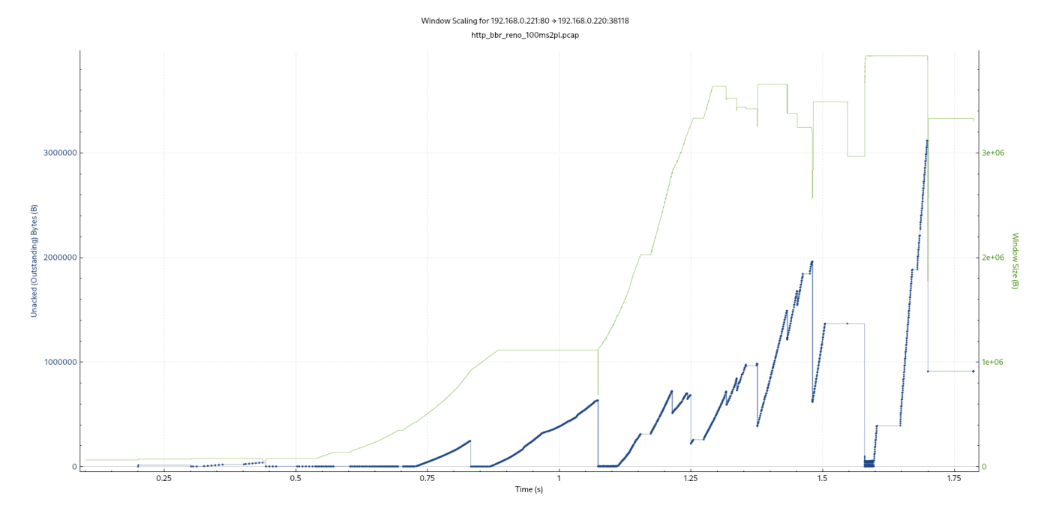 Window Scaling for 192.168.0.221:80 → 192.168.0.220:38118
http_bbr_reno_100ms2pl.pcap
Unacked (Outstanding) Bytes (B)
3000000
2000000
1000000
0
3e+06
2e+06
1e+06
0
Window Size (B)
0.25
0.5
0.75
1
1.25
1.5
1.75
Time (s)